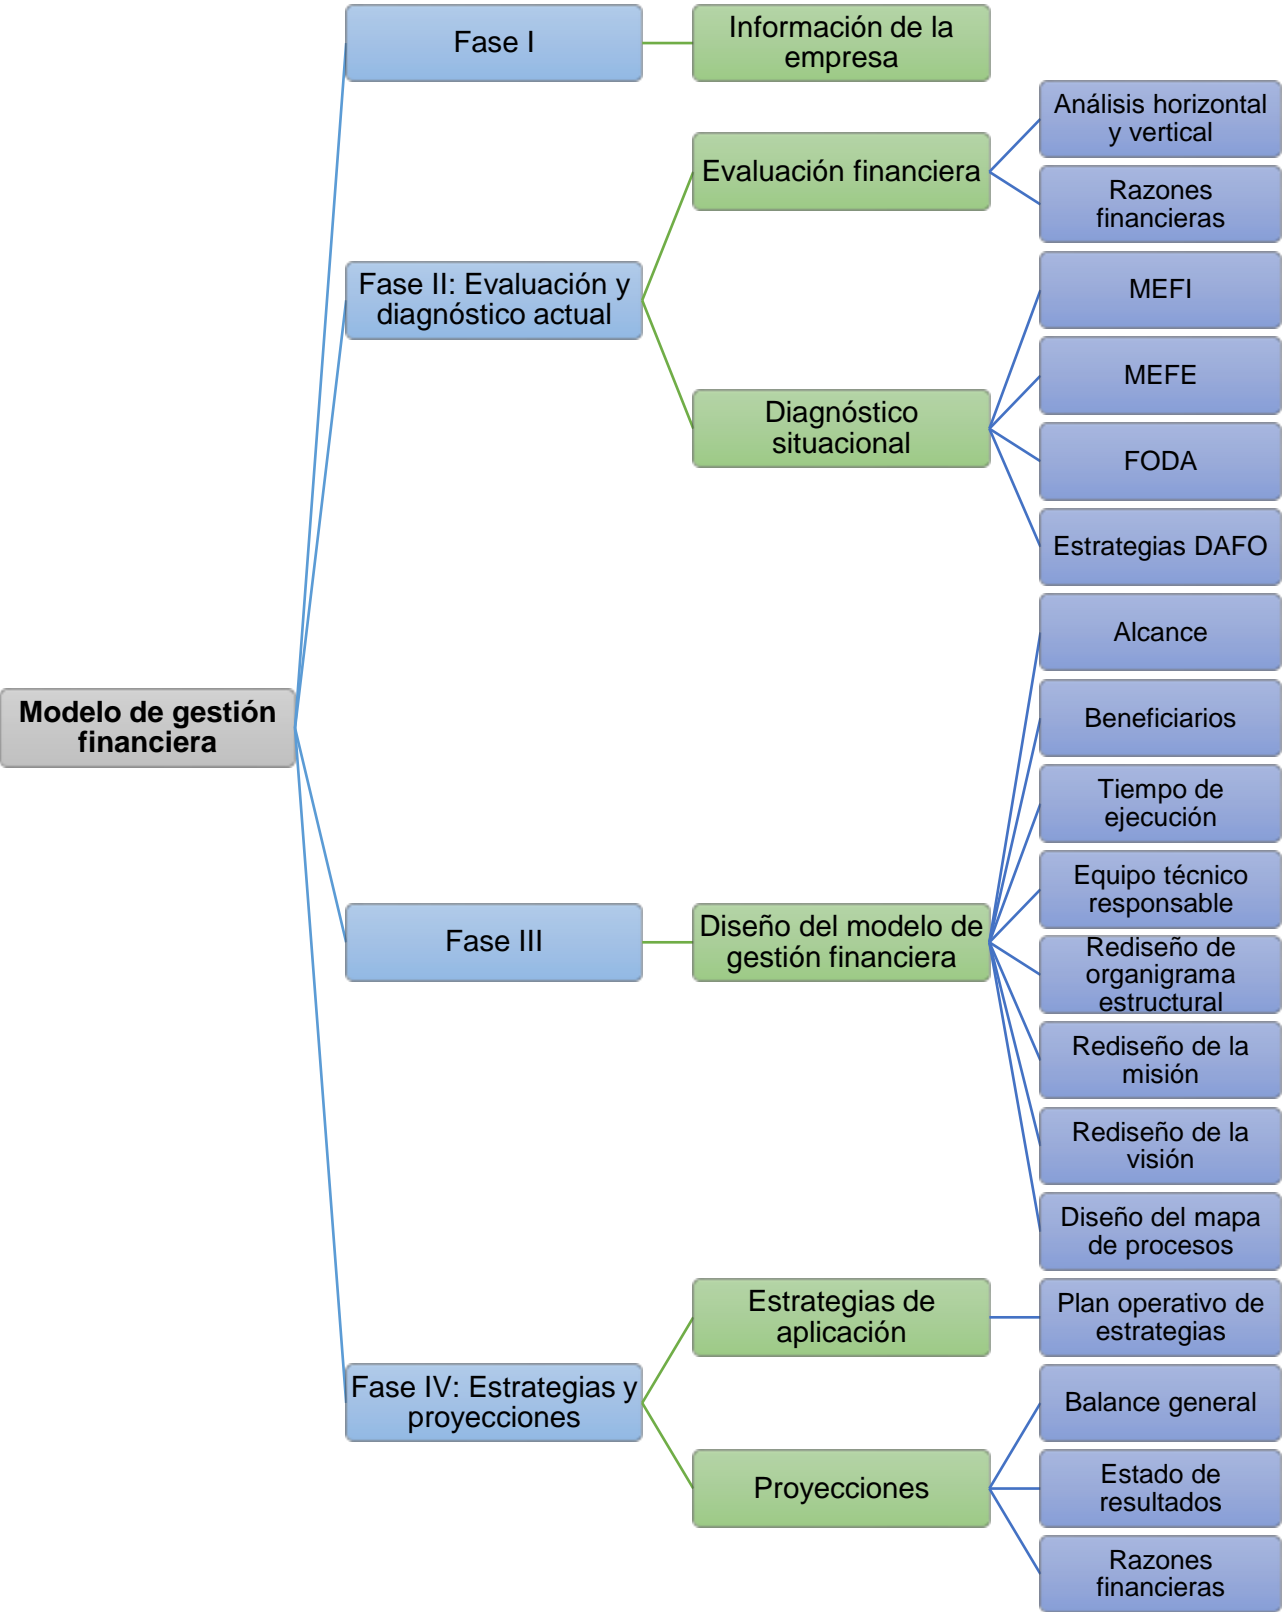 Modelo de gestión
financiera
Fase I
Información de la
empresa
Fase II: Evaluación y
diagnóstico actual
Evaluación financiera
Análisis horizontal
y vertical
Razones
financieras
Diagnóstico
situacional
MEFI
MEFE
FODA
Estrategias DAFO
Fase III
Diseño del modelo de
gestión financiera
Alcance
Beneficiarios
Tiempo de
ejecución
Equipo técnico
responsable
Rediseño de
organigrama
estructural
Rediseño de la
misión
Rediseño de la
visión
Diseño del mapa
de procesos
Fase IV: Estrategias y
proyecciones
Estrategias de
aplicación
Plan operativo de
estrategias
Proyecciones
Balance general
Estado de
resultados
Razones
financieras